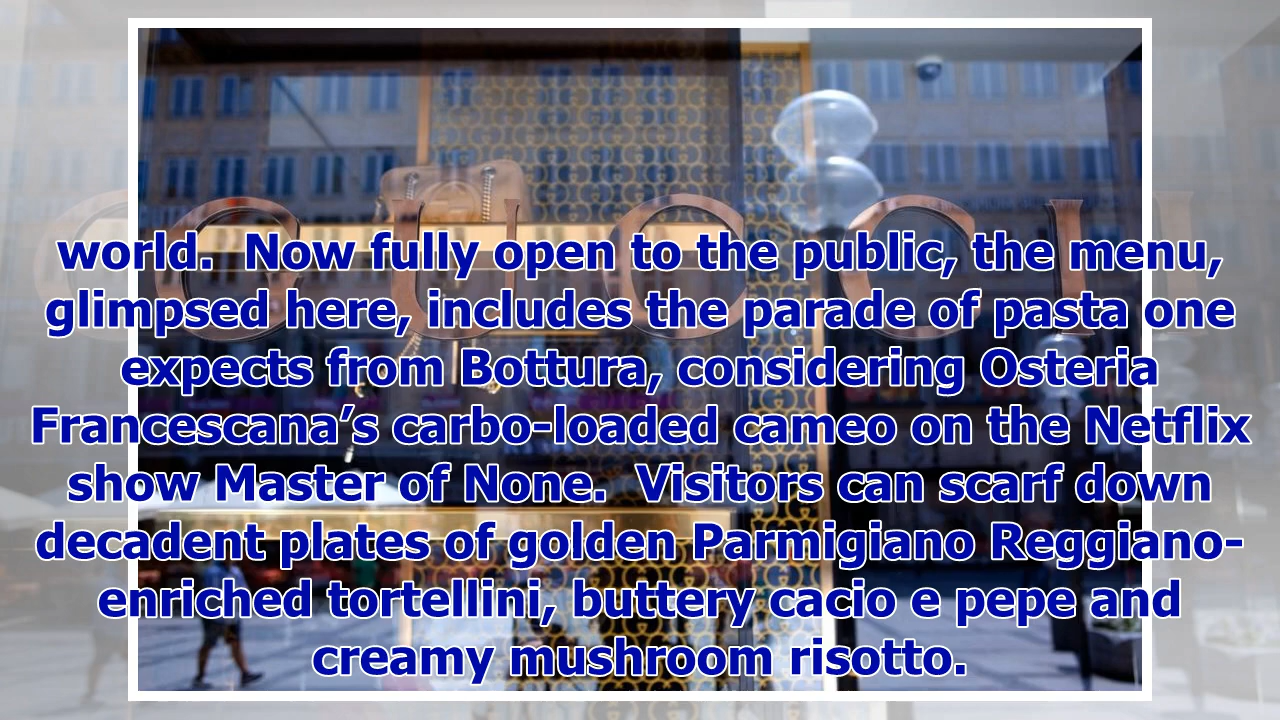 GUCCI
world.  Now fully open to the public, the menu,
glimpsed here, includes the parade of pasta one
expects from Bottura, considering Osteria
Francescana’s carbo-loaded cameo on the Netflix
show Master of None.  Visitors can scarf down
decadent plates of golden Parmigiano Reggiano-
enriched tortellini, buttery cacio e pepe and
creamy mushroom risotto.